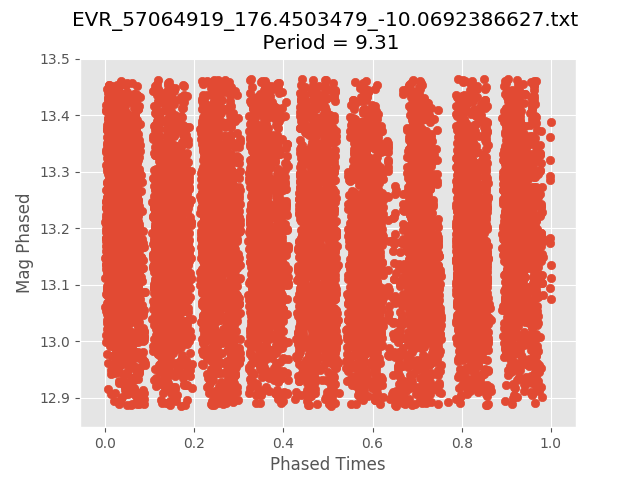 EVR_57064919_176.4503479_-10.0692386627.txt
Period = 9.31
13.5
13.4
13.3
13.2
13.1
13.0
12.9
Mag Phased
0.0 0.2 0.4 0.6 0.8 1.0
Phased Times